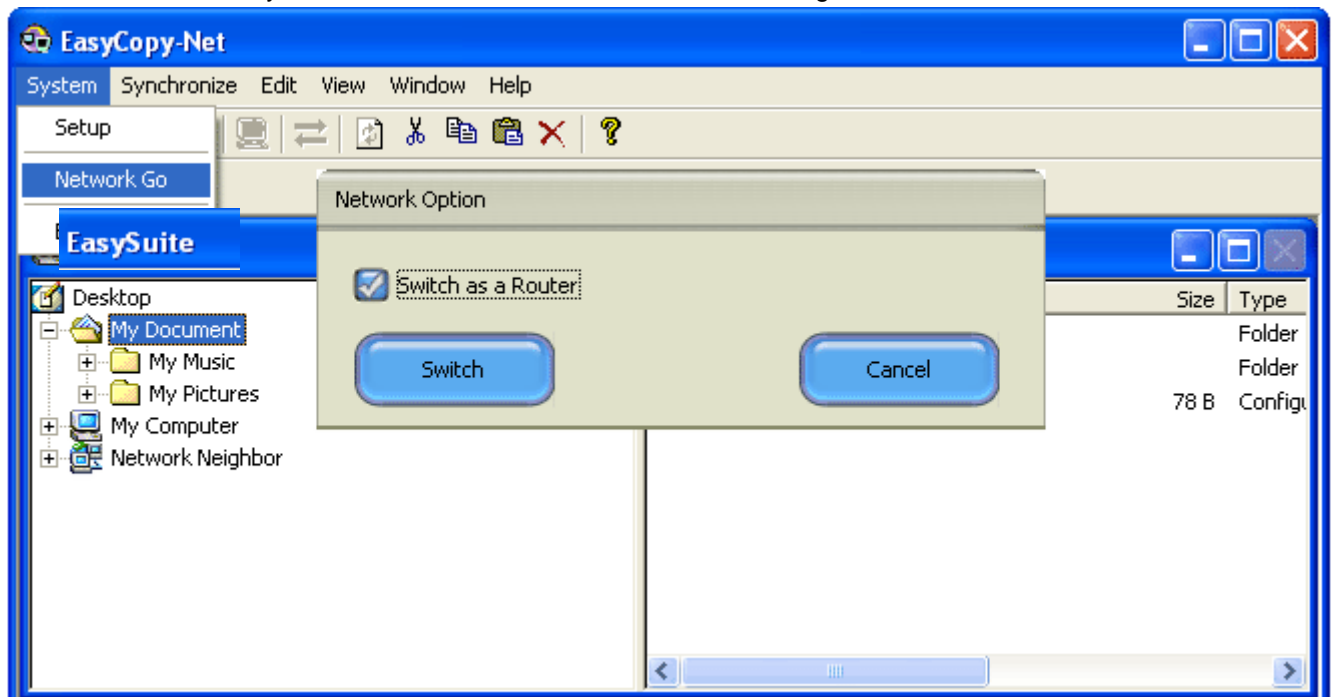 EasyCopy-Net
System Synchronize Edit View Window Help
Setup
Network Go
EasySuite
Network Option
Switch as a Router
Switch Cancel
Desktop
My Document
My Music
My Pictures
My Computer
Network Neighbor
Size Type
Folder
Folder
78 B